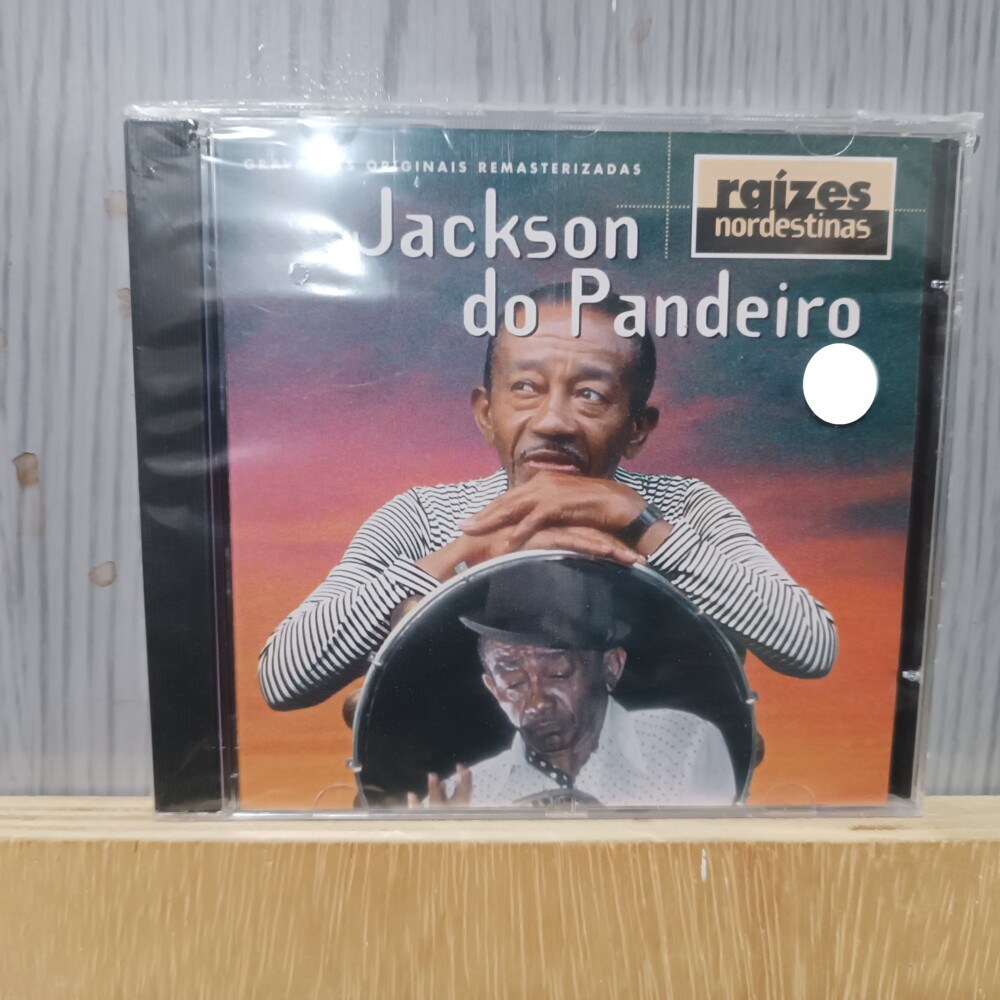 ORIGINAIS REMASTERIZADAS
raízes
nordestinas
Jackson
do Pandeiro